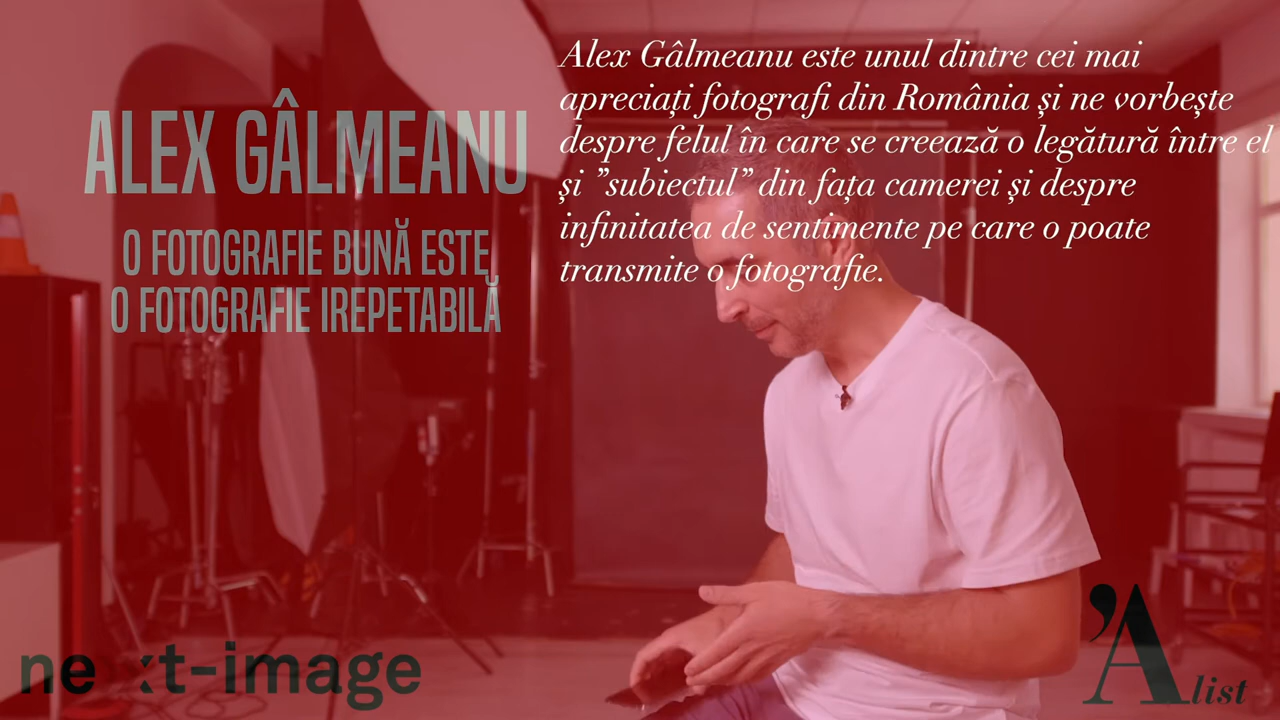 ALEX GÂLMEANU
O FOTOGRAFIE BUNĂ ESTE
O FOTOGRAFIE IREPETABILĂ
Alex Gâlmeanu este unul dintre cei mai
apreciați fotografi din România și ne vorbește
despre felul în care se creează o legătură între el
și ”subiectul” din fața camerei și despre
infinitatea de sentimente pe care o poate
transmite o fotografie.
ne xt-image
’A list